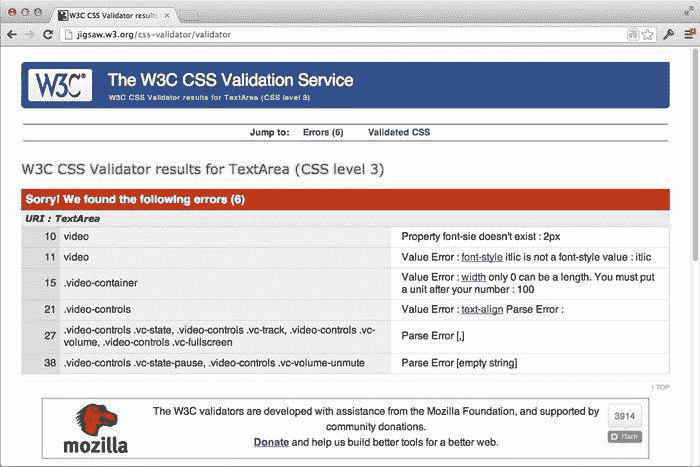 W3C CSS Validator results
jigsaw.w3.org/css-validator/validator
W3C® The W3C CSS Validation Service
W3C CSS Validator results for TextArea (CSS level 3)
Jump to: Errors (6) Validated CSS
W3C CSS Validator results for TextArea (CSS level 3)
Sorry! We found the following errors (6)
URI : TextArea
10 video Property font-sie doesn't exist : 2px
11 video Value Error : font-style itlic is not a font-style value : itlic
15 .video-container Value Error : width only 0 can be a length. You must put
a unit after your number : 100
21 .video-controls Value Error : text-align Parse Error :
27 .video-controls .vc-state, .video-controls .vc-track, .video-controls .vc-
volume, .video-controls .vc-fullscreen Parse Error [,]
38 .video-controls .vc-state-pause, .video-controls .vc-volume-unmute Parse Error [empty string]
↑ TOP
mozilla
The W3C validators are developed with assistance from the Mozilla Foundation, and supported by
community donations.
Donate and help us build better tools for a better web.
3914
Flattr